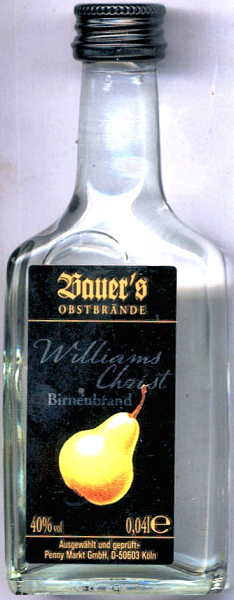 Bauer's
OBSTBRÄNDE
Williams
Christ
Birnenbrand
40%vol 0,04l℮
Ausgewählt und geprüft:
Penny Markt GmbH, D-50603 Köln